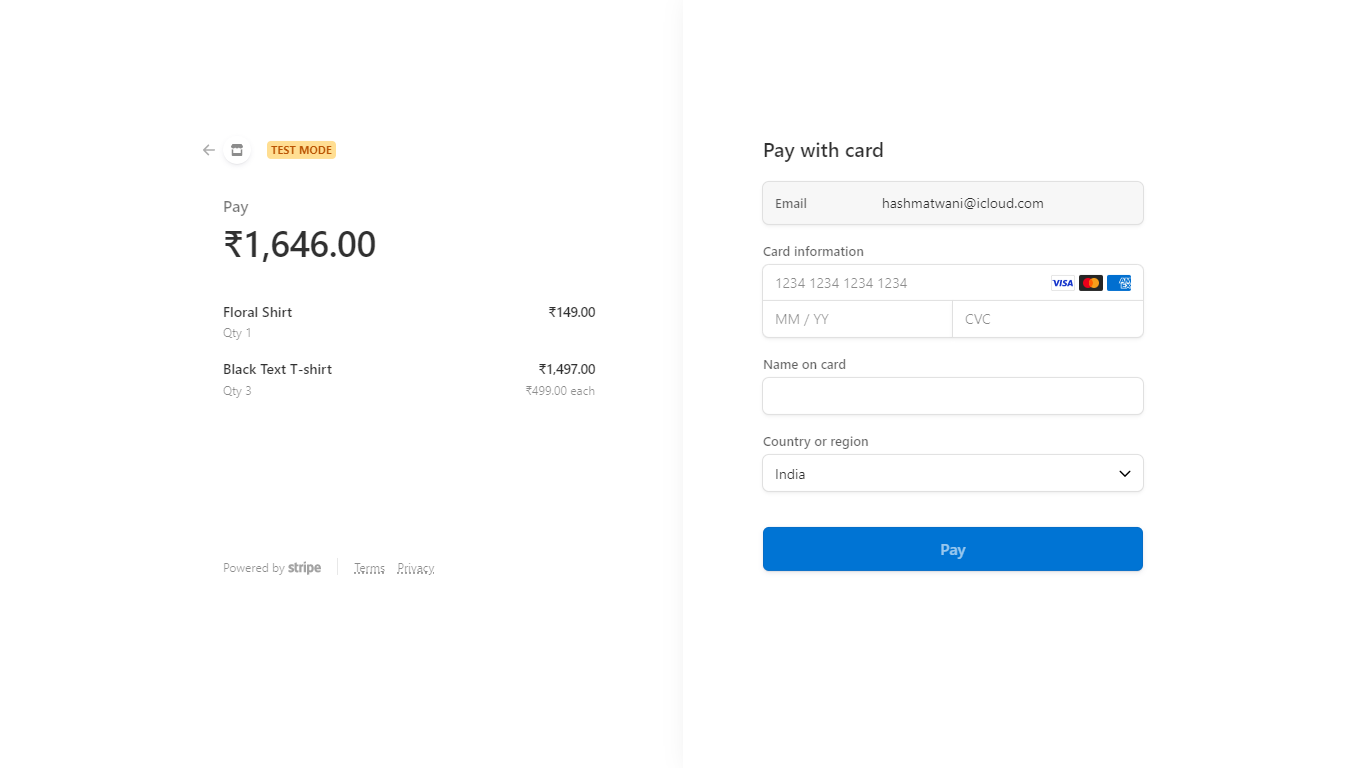 TEST MODE
Pay
₹1,646.00
Floral Shirt ₹149.00
Qty 1
Black Text T-shirt ₹1,497.00
Qty 3 ₹499.00 each
Powered by stripe Terms Privacy
Pay with card
Email hashmatwani@icloud.com
Card information
1234 1234 1234 1234 VISA AMEX
MM / YY CVC
Name on card
Country or region
India
Pay